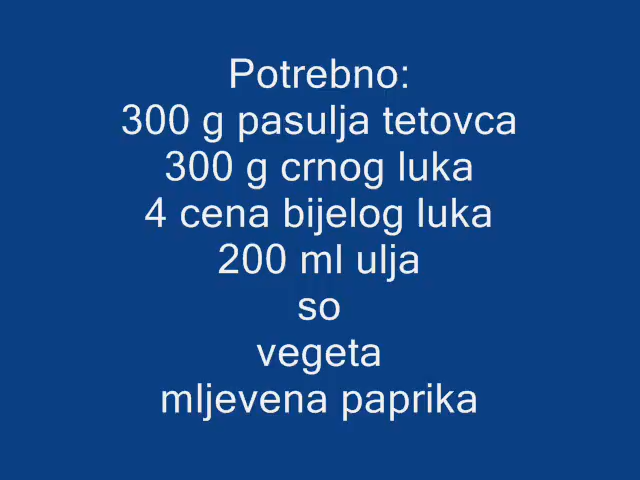 Potrebno:
300 g pasulja tetovca
300 g crnog luka
4 cena bijelog luka
200 ml ulja
so
vegeta
mljevena paprika